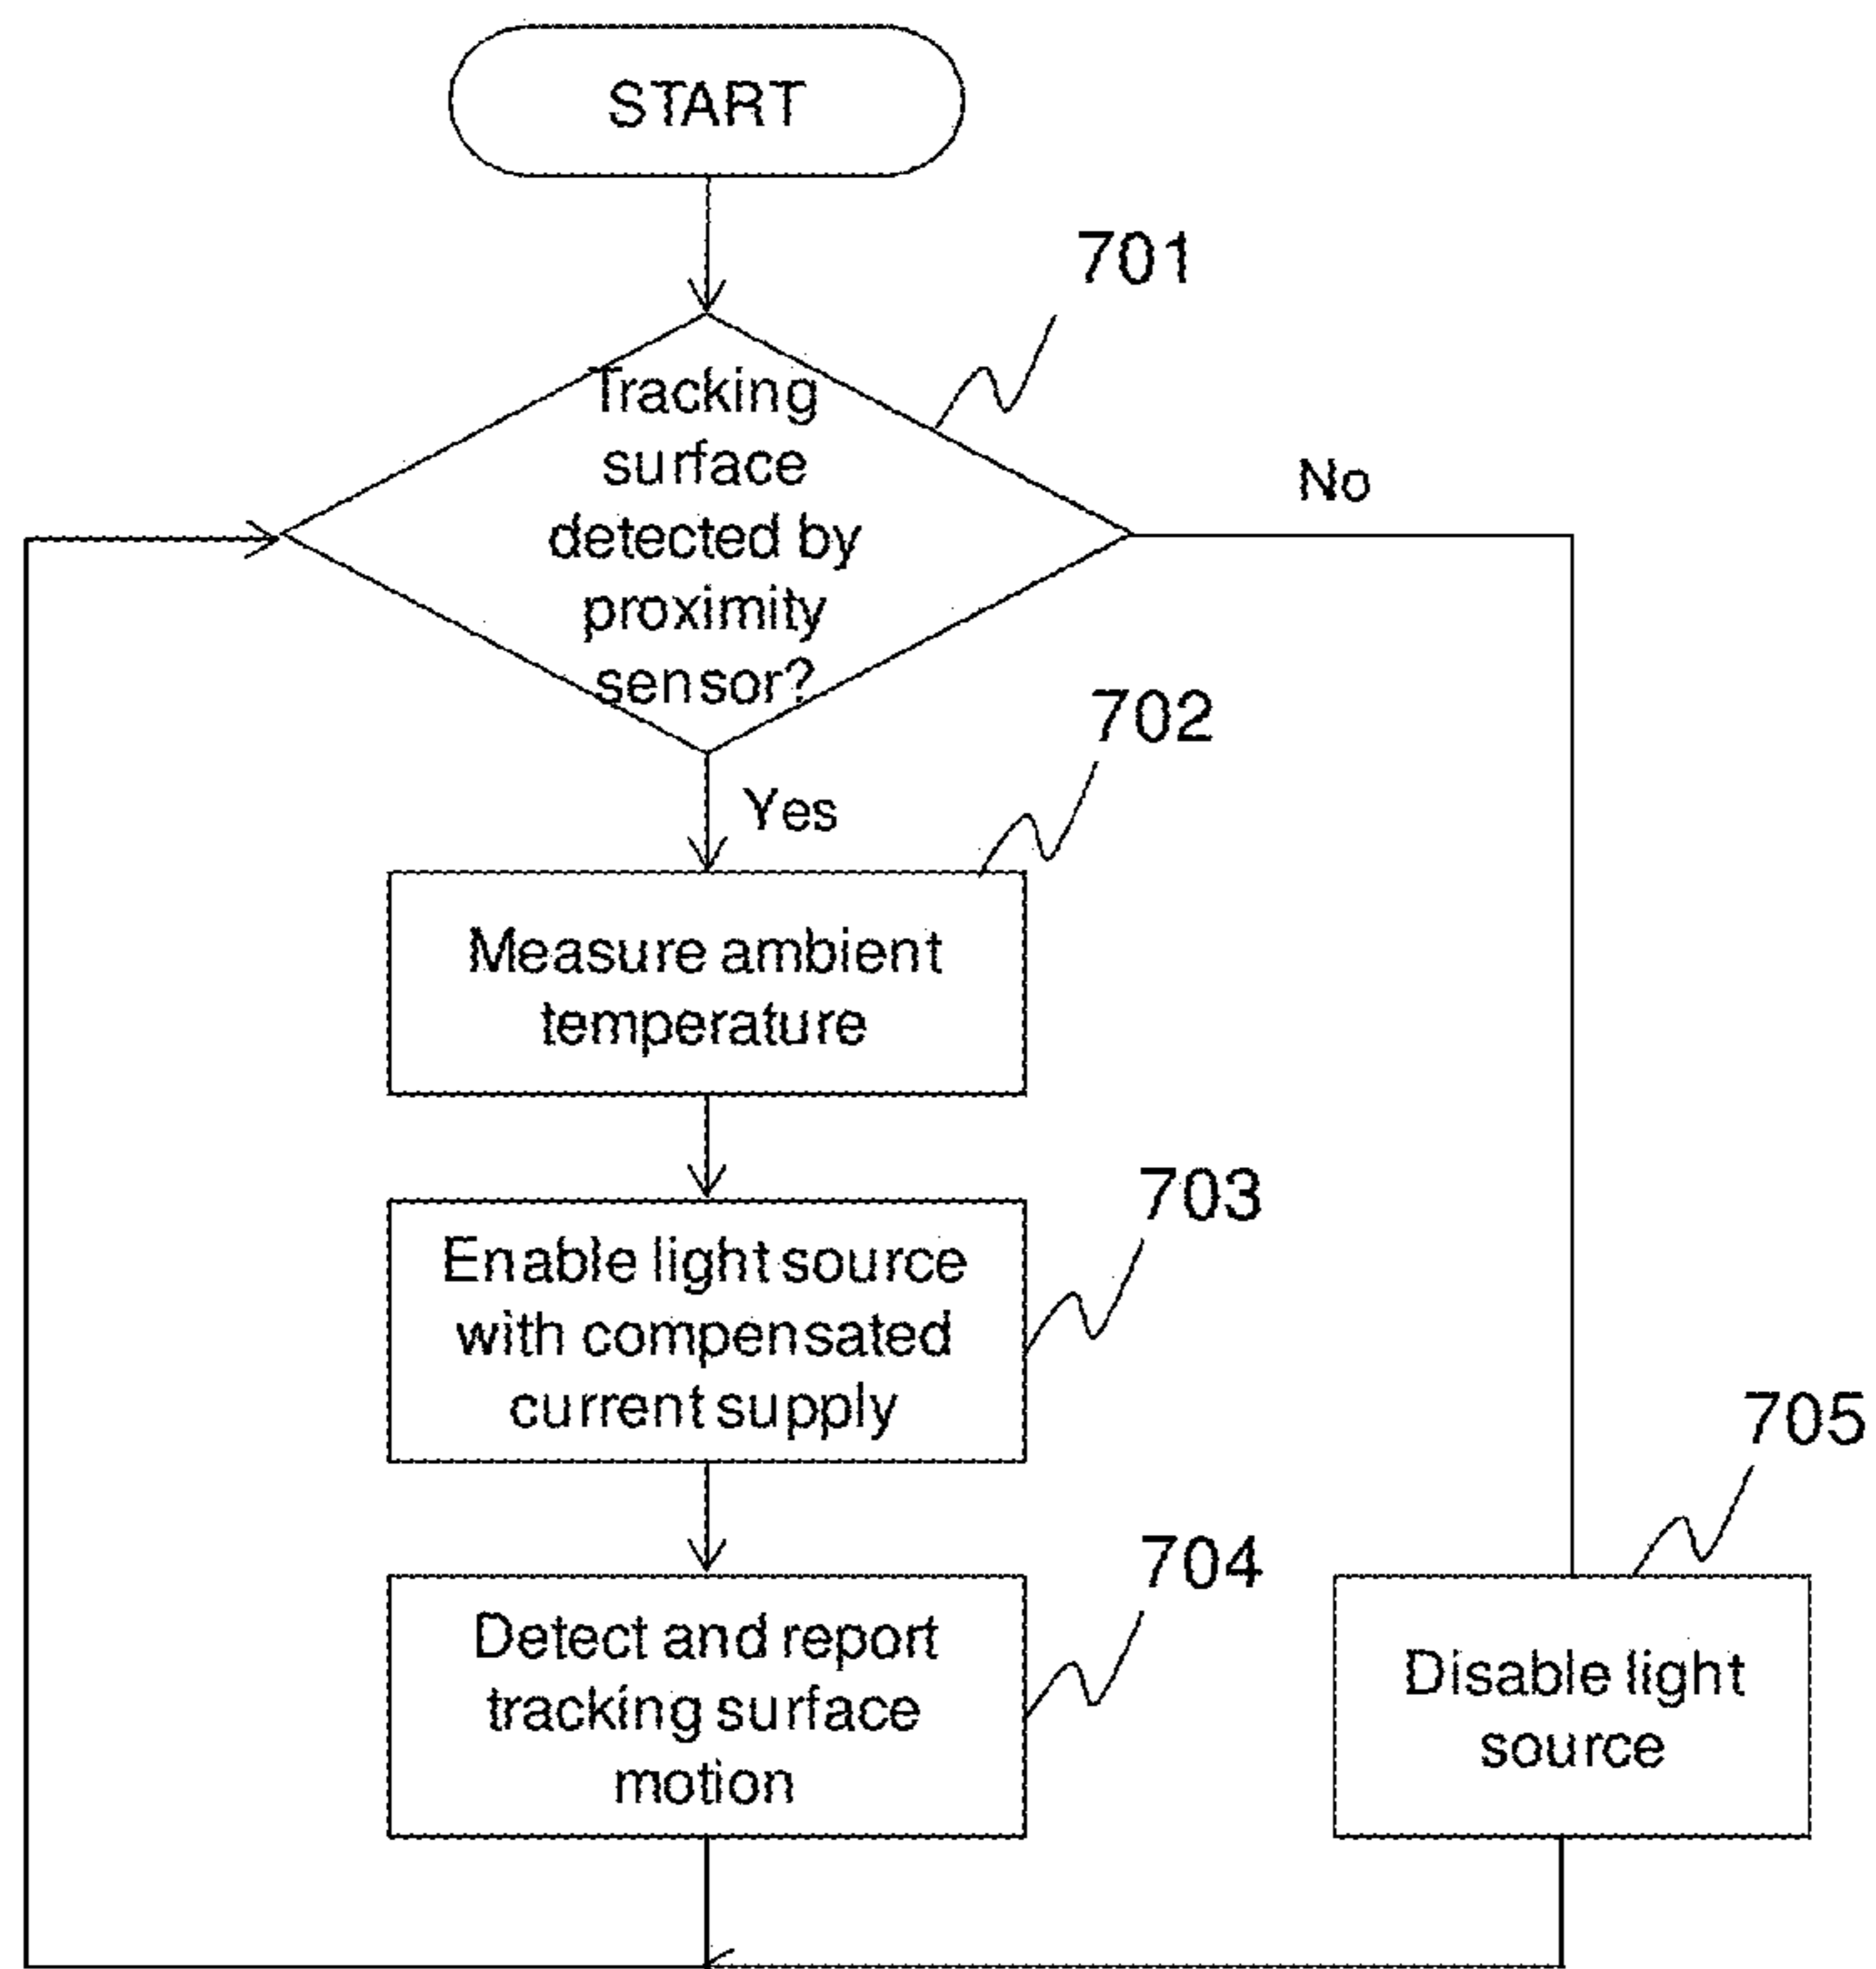 START
701
Tracking
surface
detected by
proximity
sensor?
No
Yes
702
Measure ambient
temperature
703
Enable light source
with compensated
current supply
704
Detect and report
tracking surface
motion
705
Disable light
source